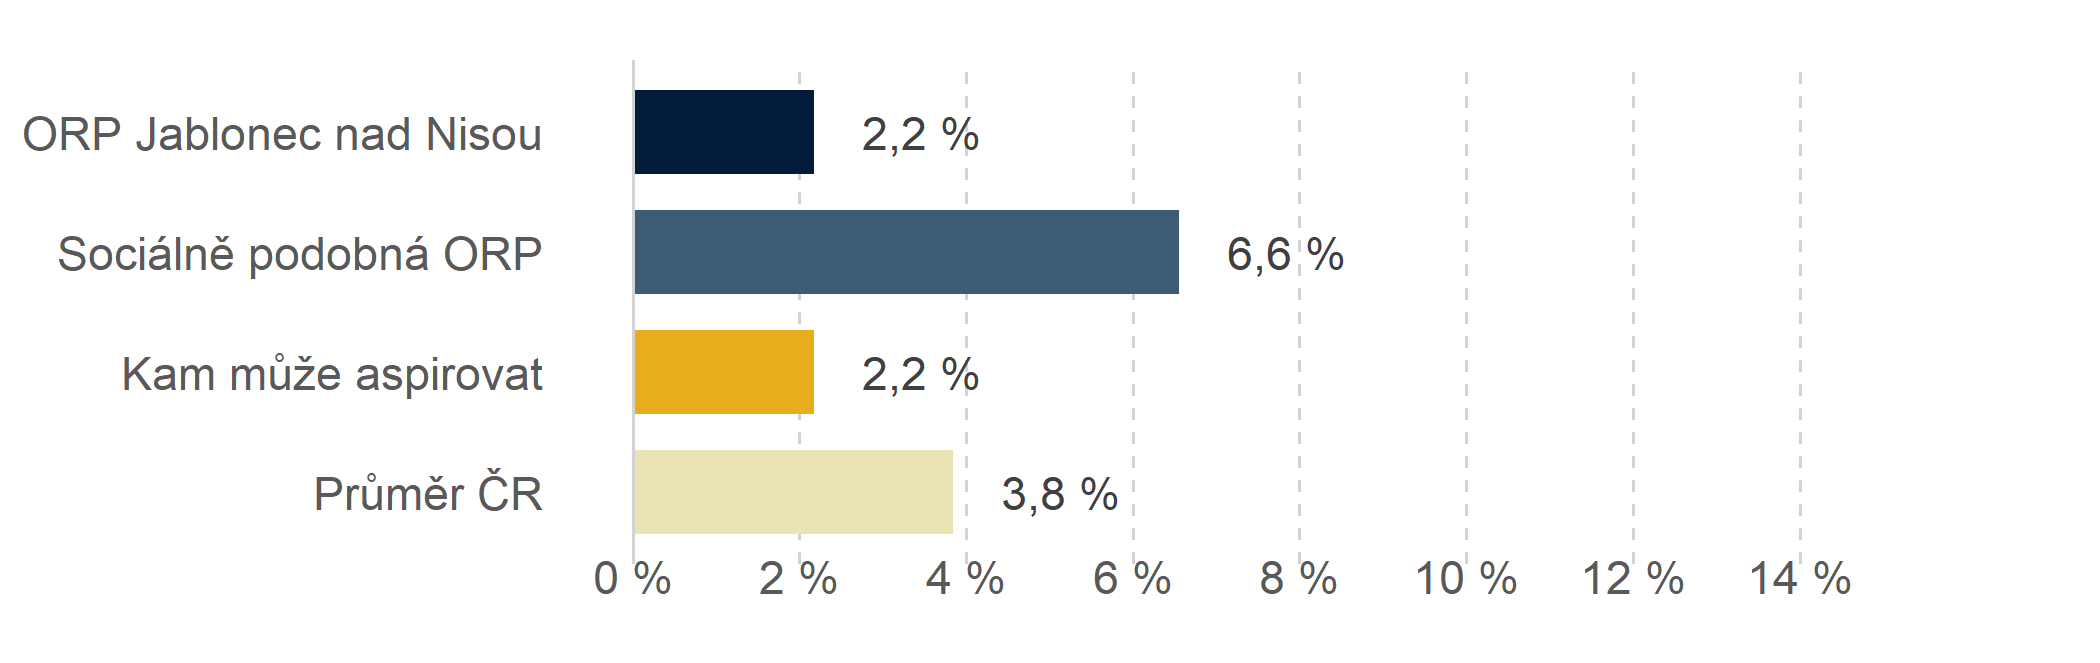 ORP Jablonec nad Nisou 2,2 %
Sociálně podobná ORP 6,6 %
Kam může aspirovat 2,2 %
Průměr ČR 3,8 %
0 % 2 % 4 % 6 % 8 % 10 % 12 % 14 %